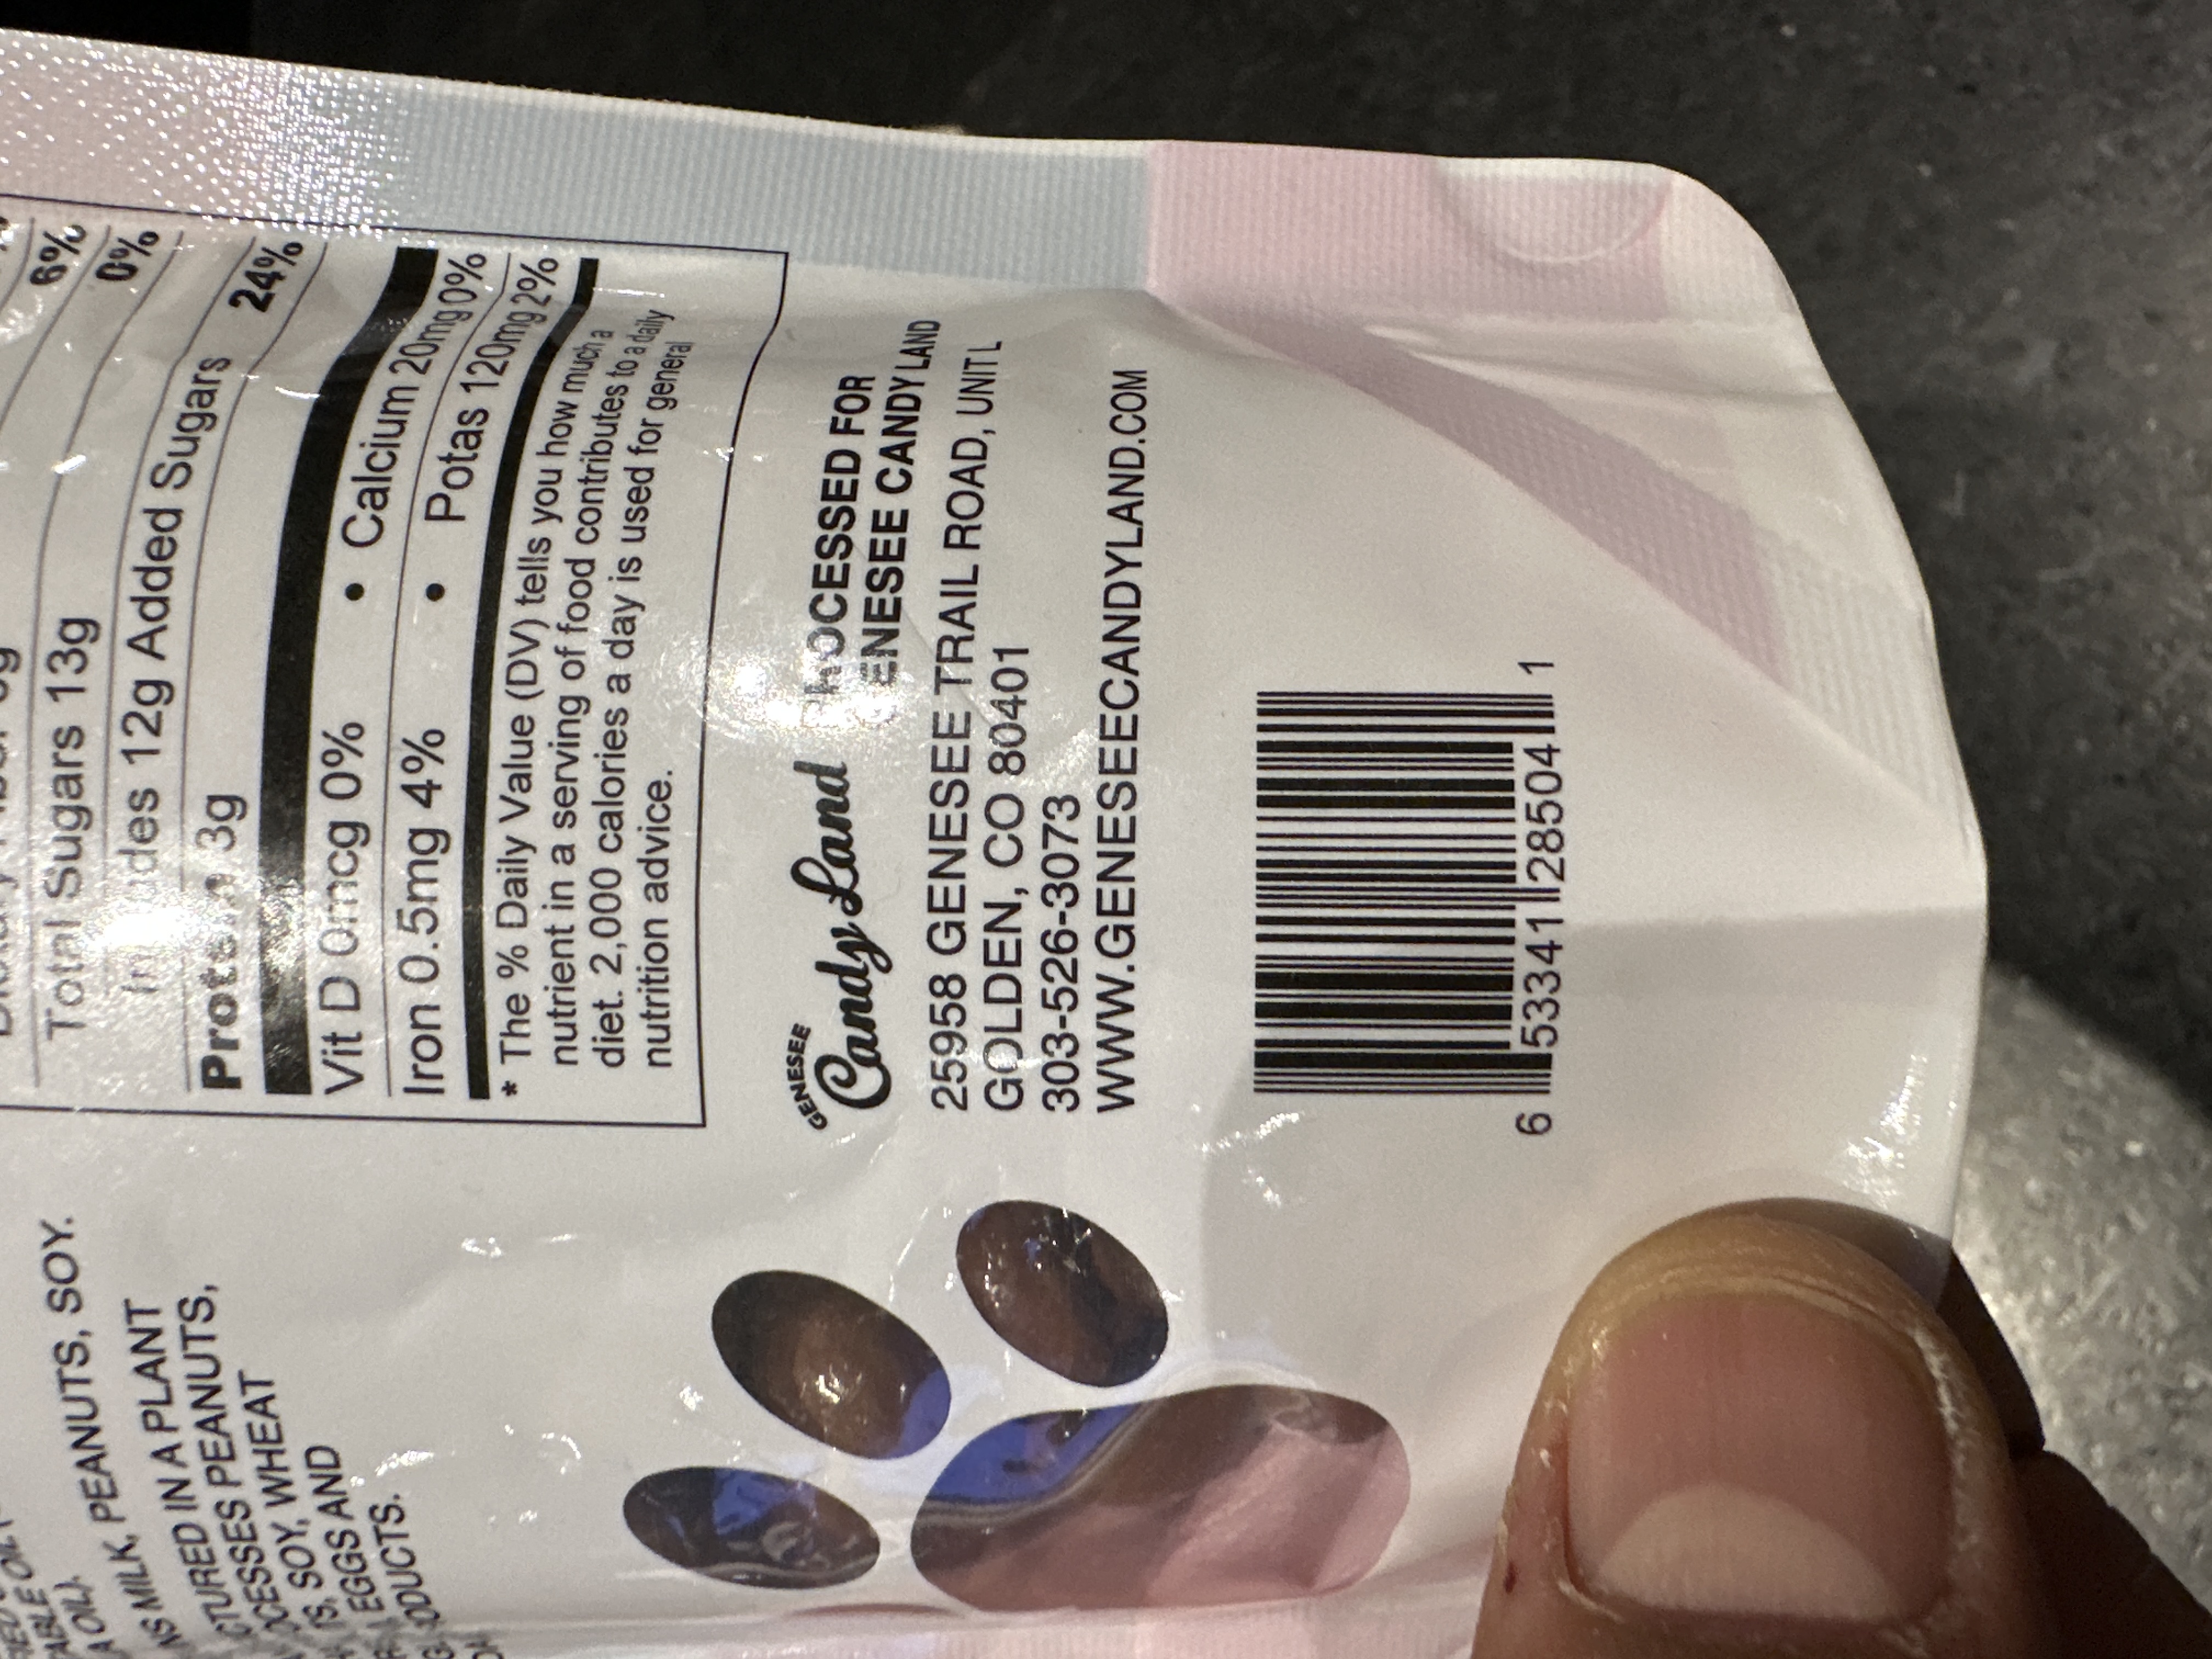 TABLE OIL
OIL).
MILK, PEANUTS, SOY.
IN A PLANT
PEANUTS,
SOY, WHEAT
EGGS AND
Total Sugars 13g
6%
0%
12g Added Sugars 24%
Protein 3g
Vit D 0mcg 0% • Calcium 20mg 0%
Iron 0.5mg 4% • Potas 120mg 2%
* The % Daily Value (DV) tells you how much a
nutrient in a serving of food contributes to a daily
diet. 2,000 calories a day is used for general
nutrition advice.
GENESEE
Candy Land
PROCESSED FOR
GENESEE CANDY LAND
25958 GENESEE TRAIL ROAD, UNIT L
GOLDEN, CO 80401
303-526-3073
WWW.GENESEECANDYLAND.COM
6 53341 28504 1